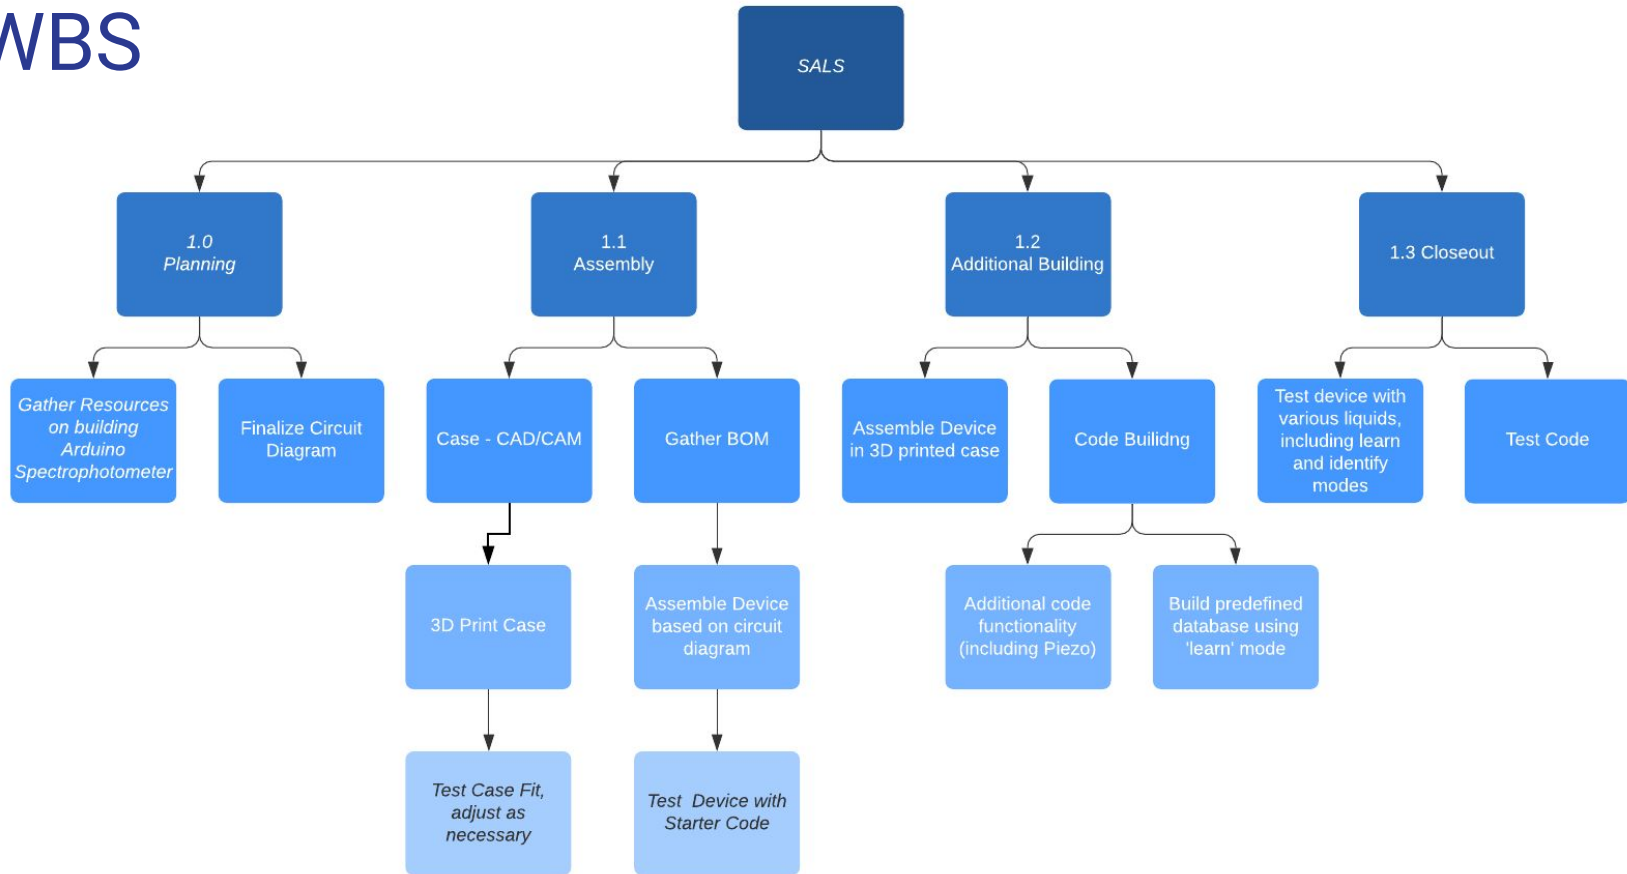 WBS
SALS
1.0
Planning
1.1
Assembly
1.2
Additional Building
1.3 Closeout
Gather Resources
on building
Arduino
Spectrophotometer
Finalize Circuit
Diagram
Case - CAD/CAM
Gather BOM
Assemble Device
in 3D printed case
Code Builidng
Test device with
various liquids,
including learn
and identify
modes
Test Code
3D Print Case
Assemble Device
based on circuit
diagram
Additional code
functionality
(including Piezo)
Build predefined
database using
'learn' mode
Test Case Fit,
adjust as
necessary
Test  Device with
Starter Code